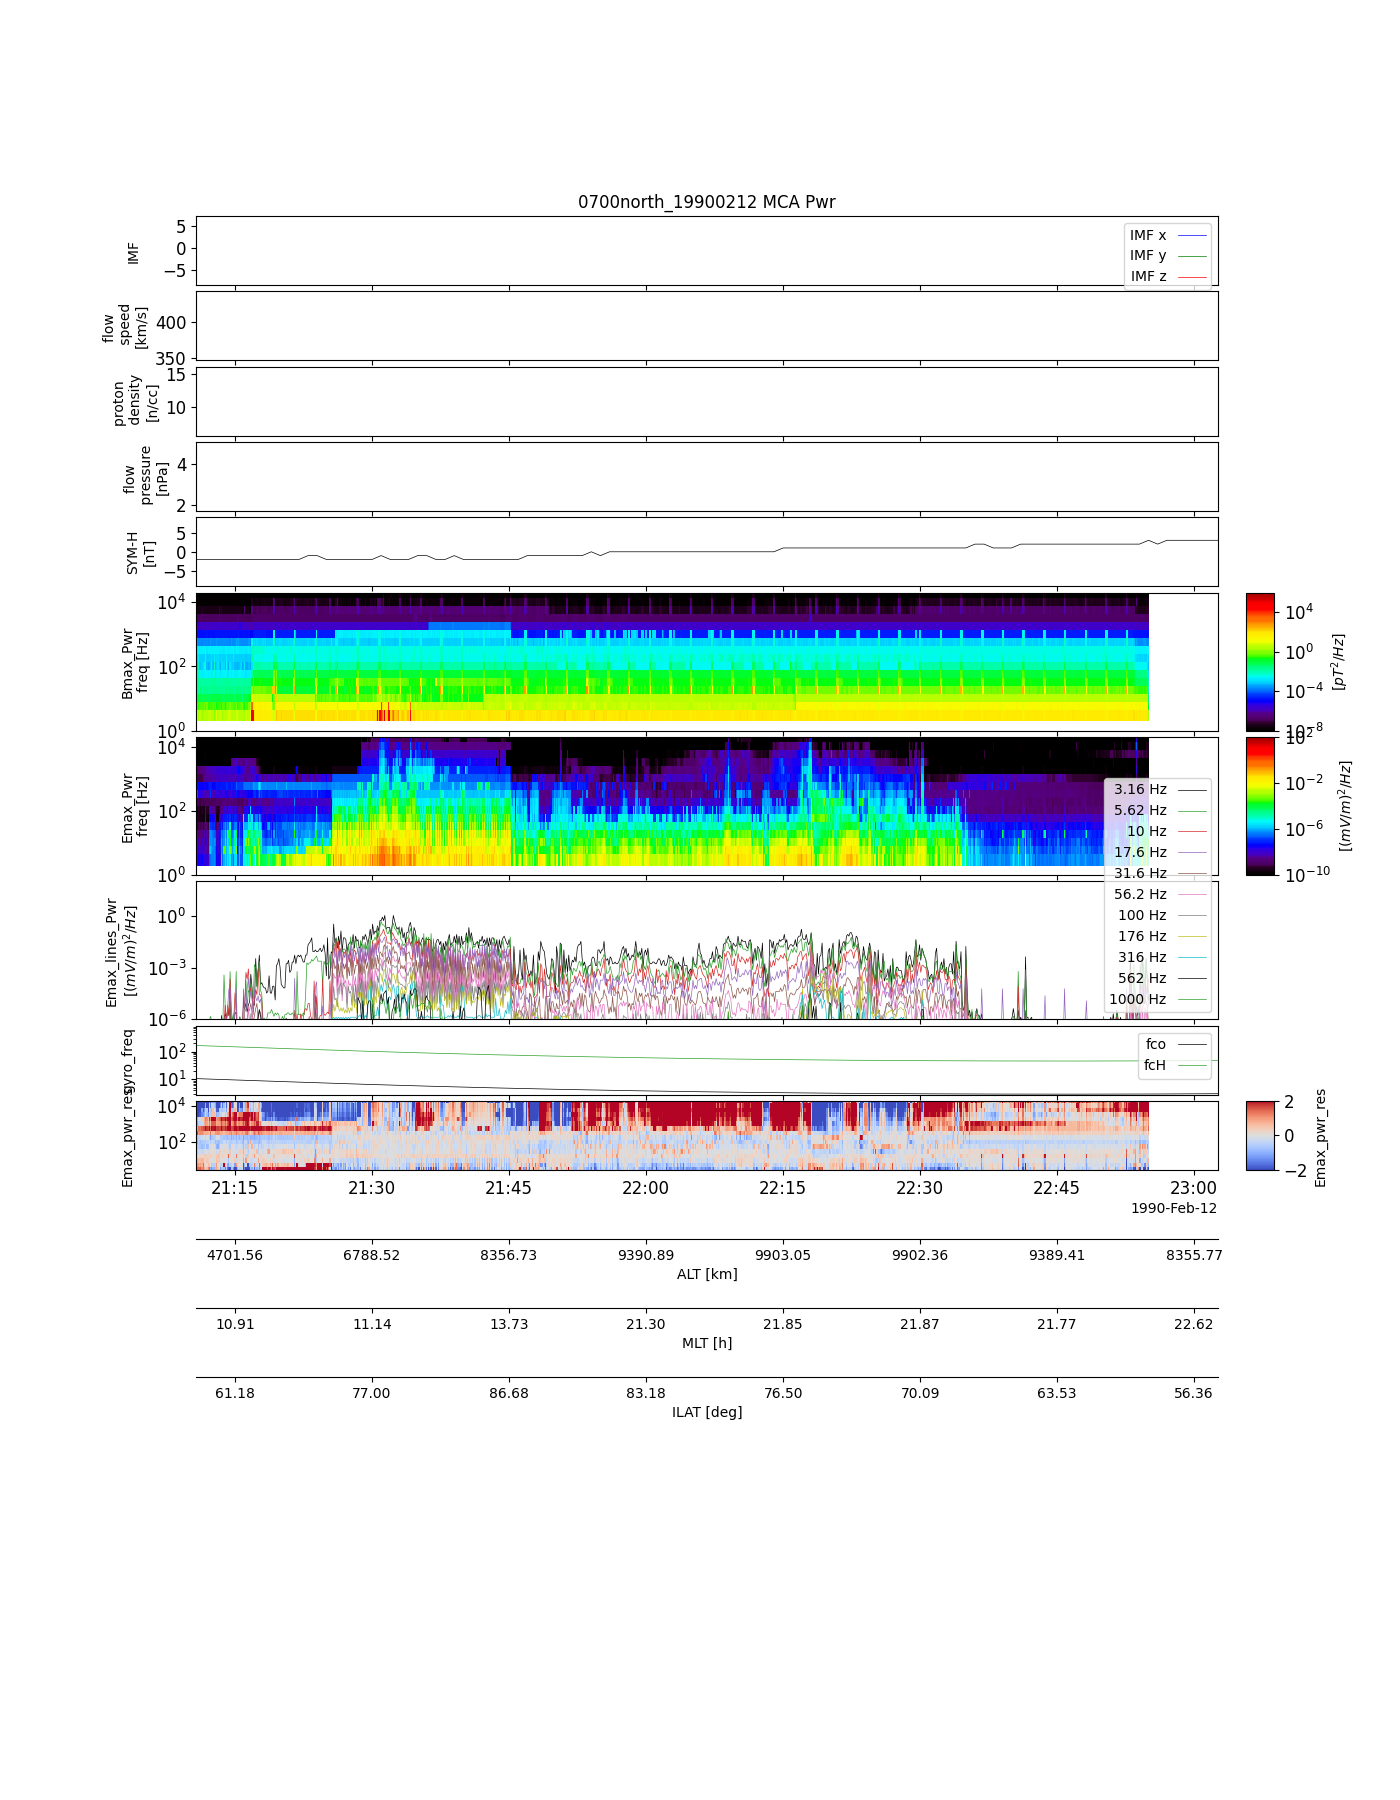 0700north_19900212 MCA Pwr
IMF
5
0
−5
IMF x
IMF y
IMF z
flow
speed
[km/s]
400
350
proton
density
[n/cc]
15
10
flow
pressure
[nPa]
4
2
SYM-H
[nT]
5
0
−5
Bmax_Pwr
freq [Hz]
10^4
10^2
10^0
10^4
10^0
10^−4
10^−8
[pT^2/Hz]
Emax_Pwr
freq [Hz]
10^4
10^2
10^0
10^2
10^−2
10^−6
10^−10
[(mV/m)^2/Hz]
3.16 Hz
5.62 Hz
10 Hz
17.6 Hz
31.6 Hz
56.2 Hz
100 Hz
176 Hz
316 Hz
562 Hz
1000 Hz
Emax_lines_Pwr
[(mV/m)^2/Hz]
10^0
10^−3
10^−6
gyro_freq
10^2
10^1
fco
fcH
Emax_pwr_res
10^4
10^2
2
0
−2
Emax_pwr_res
21:15 21:30 21:45 22:00 22:15 22:30 22:45 23:00
1990-Feb-12
4701.56 6788.52 8356.73 9390.89 9903.05 9902.36 9389.41 8355.77
ALT [km]
10.91 11.14 13.73 21.30 21.85 21.87 21.77 22.62
MLT [h]
61.18 77.00 86.68 83.18 76.50 70.09 63.53 56.36
ILAT [deg]